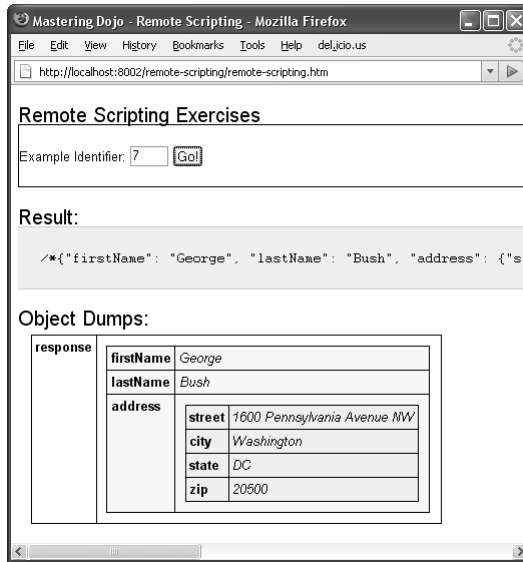 Mastering Dojo - Remote Scripting - Mozilla Firefox
File Edit View History Bookmarks Tools Help del.icio.us
http://localhost:8002/remote-scripting/remote-scripting.htm
Remote Scripting Exercises
Example Identifier: 7 Go!
Result:
/*{"firstName": "George", "lastName": "Bush", "address": {"s
Object Dumps:
response
firstName George
lastName Bush
address
street 1600 Pennsylvania Avenue NW
city Washington
state DC
zip 20500